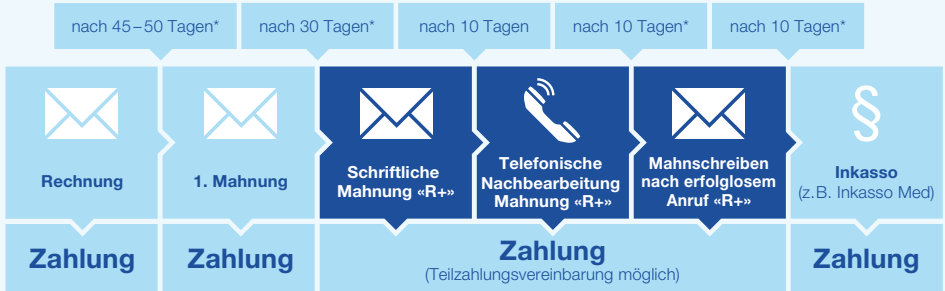 nach 45–50 Tagen*
nach 30 Tagen*
nach 10 Tagen
nach 10 Tagen*
nach 10 Tagen*
Rechnung
1. Mahnung
Schriftliche
Mahnung «R+»
Telefonische
Nachbearbeitung
Mahnung «R+»
Mahnschreiben
nach erfolglosem
Anruf «R+»
§
Inkasso
(z.B. Inkasso Med)
Zahlung
Zahlung
Zahlung
(Teilzahlungsvereinbarung möglich)
Zahlung